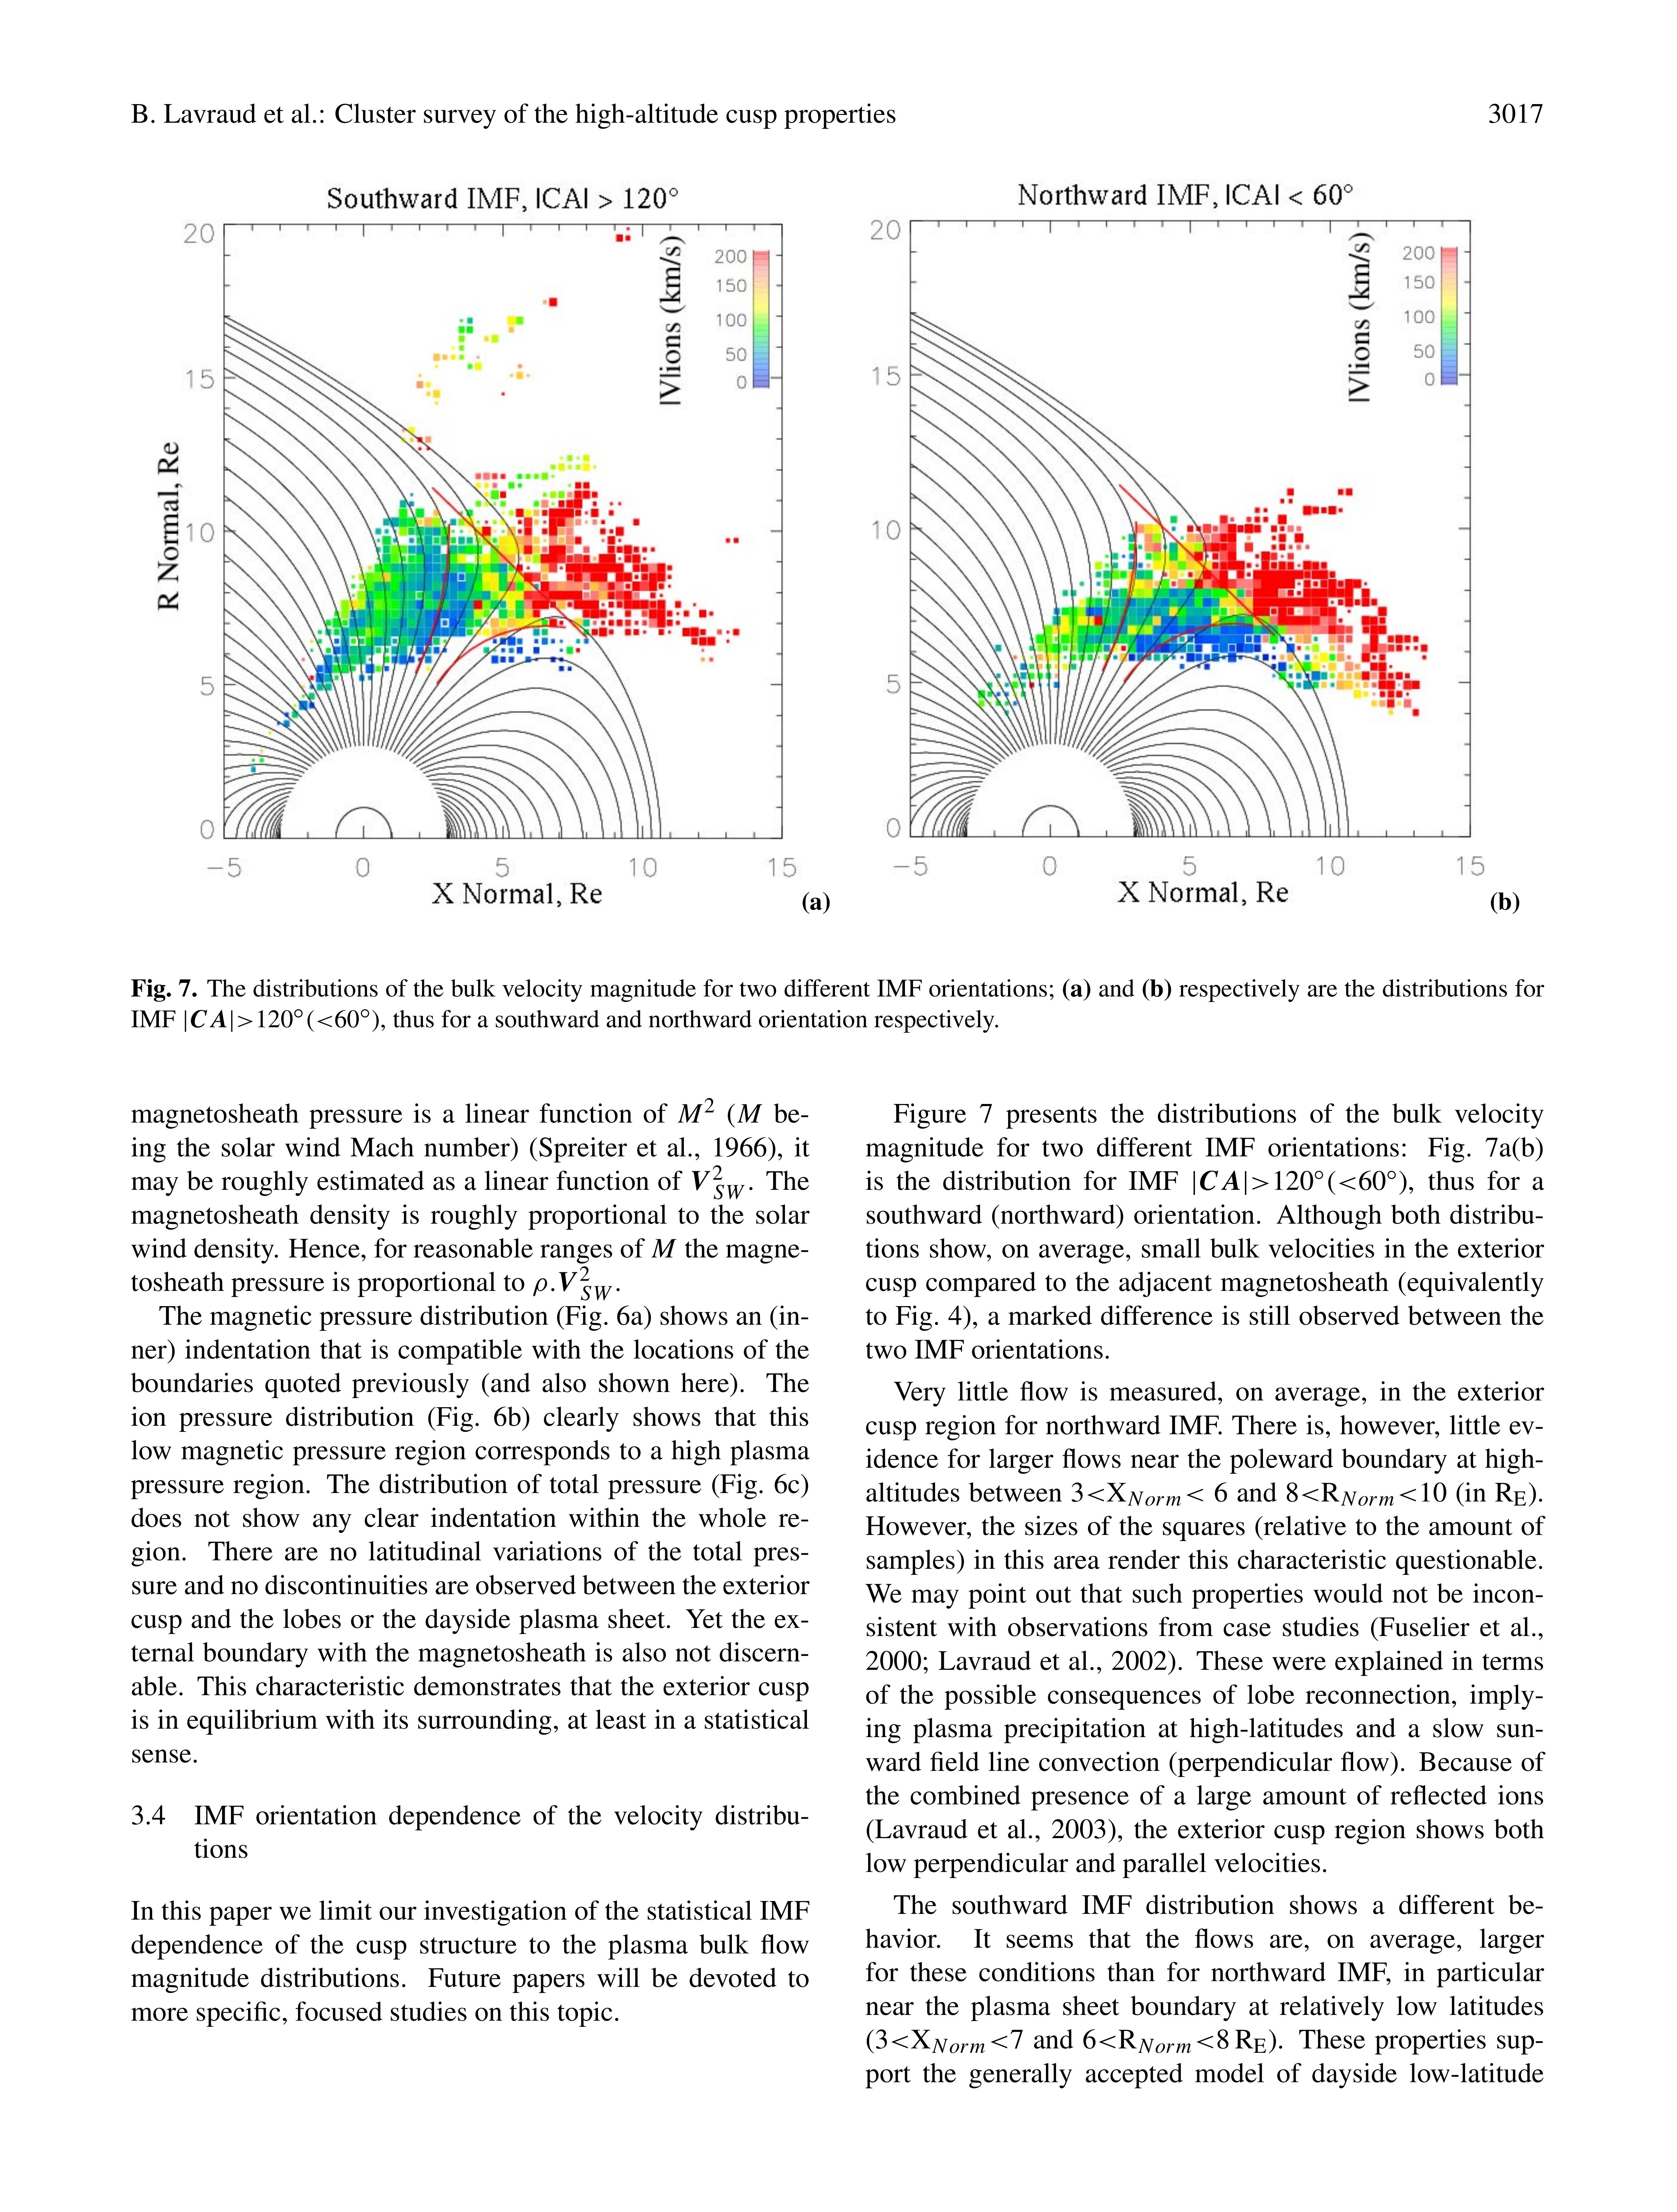 B. Lavraud et al.: Cluster survey of the high-altitude cusp properties 3017
Southward IMF, |CA| > 120°
20
15
10
5
0
R Normal, Re
|V|ions (km/s)
200
150
100
50
0
−5 0 5 10 15
X Normal, Re
(a)
Northward IMF, |CA| < 60°
20
15
10
5
0
|V|ions (km/s)
200
150
100
50
0
−5 0 5 10 15
X Normal, Re
(b)
Fig. 7. The distributions of the bulk velocity magnitude for two different IMF orientations; (a) and (b) respectively are the distributions for
IMF |CA|>120°(<60°), thus for a southward and northward orientation respectively.
magnetosheath pressure is a linear function of M² (M be-
ing the solar wind Mach number) (Spreiter et al., 1966), it
may be roughly estimated as a linear function of V²SW. The
magnetosheath density is roughly proportional to the solar
wind density. Hence, for reasonable ranges of M the magne-
tosheath pressure is proportional to ρ.V²SW.
The magnetic pressure distribution (Fig. 6a) shows an (in-
ner) indentation that is compatible with the locations of the
boundaries quoted previously (and also shown here). The
ion pressure distribution (Fig. 6b) clearly shows that this
low magnetic pressure region corresponds to a high plasma
pressure region. The distribution of total pressure (Fig. 6c)
does not show any clear indentation within the whole re-
gion. There are no latitudinal variations of the total pres-
sure and no discontinuities are observed between the exterior
cusp and the lobes or the dayside plasma sheet. Yet the ex-
ternal boundary with the magnetosheath is also not discern-
able. This characteristic demonstrates that the exterior cusp
is in equilibrium with its surrounding, at least in a statistical
sense.
3.4 IMF orientation dependence of the velocity distribu-
tions
In this paper we limit our investigation of the statistical IMF
dependence of the cusp structure to the plasma bulk flow
magnitude distributions. Future papers will be devoted to
more specific, focused studies on this topic.
Figure 7 presents the distributions of the bulk velocity
magnitude for two different IMF orientations: Fig. 7a(b)
is the distribution for IMF |CA|>120°(<60°), thus for a
southward (northward) orientation. Although both distribu-
tions show, on average, small bulk velocities in the exterior
cusp compared to the adjacent magnetosheath (equivalently
to Fig. 4), a marked difference is still observed between the
two IMF orientations.
Very little flow is measured, on average, in the exterior
cusp region for northward IMF. There is, however, little ev-
idence for larger flows near the poleward boundary at high-
altitudes between 3<XNorm< 6 and 8<RNorm<10 (in RE).
However, the sizes of the squares (relative to the amount of
samples) in this area render this characteristic questionable.
We may point out that such properties would not be incon-
sistent with observations from case studies (Fuselier et al.,
2000; Lavraud et al., 2002). These were explained in terms
of the possible consequences of lobe reconnection, imply-
ing plasma precipitation at high-latitudes and a slow sun-
ward field line convection (perpendicular flow). Because of
the combined presence of a large amount of reflected ions
(Lavraud et al., 2003), the exterior cusp region shows both
low perpendicular and parallel velocities.
The southward IMF distribution shows a different be-
havior. It seems that the flows are, on average, larger
for these conditions than for northward IMF, in particular
near the plasma sheet boundary at relatively low latitudes
(3<XNorm<7 and 6<RNorm<8 RE). These properties sup-
port the generally accepted model of dayside low-latitude